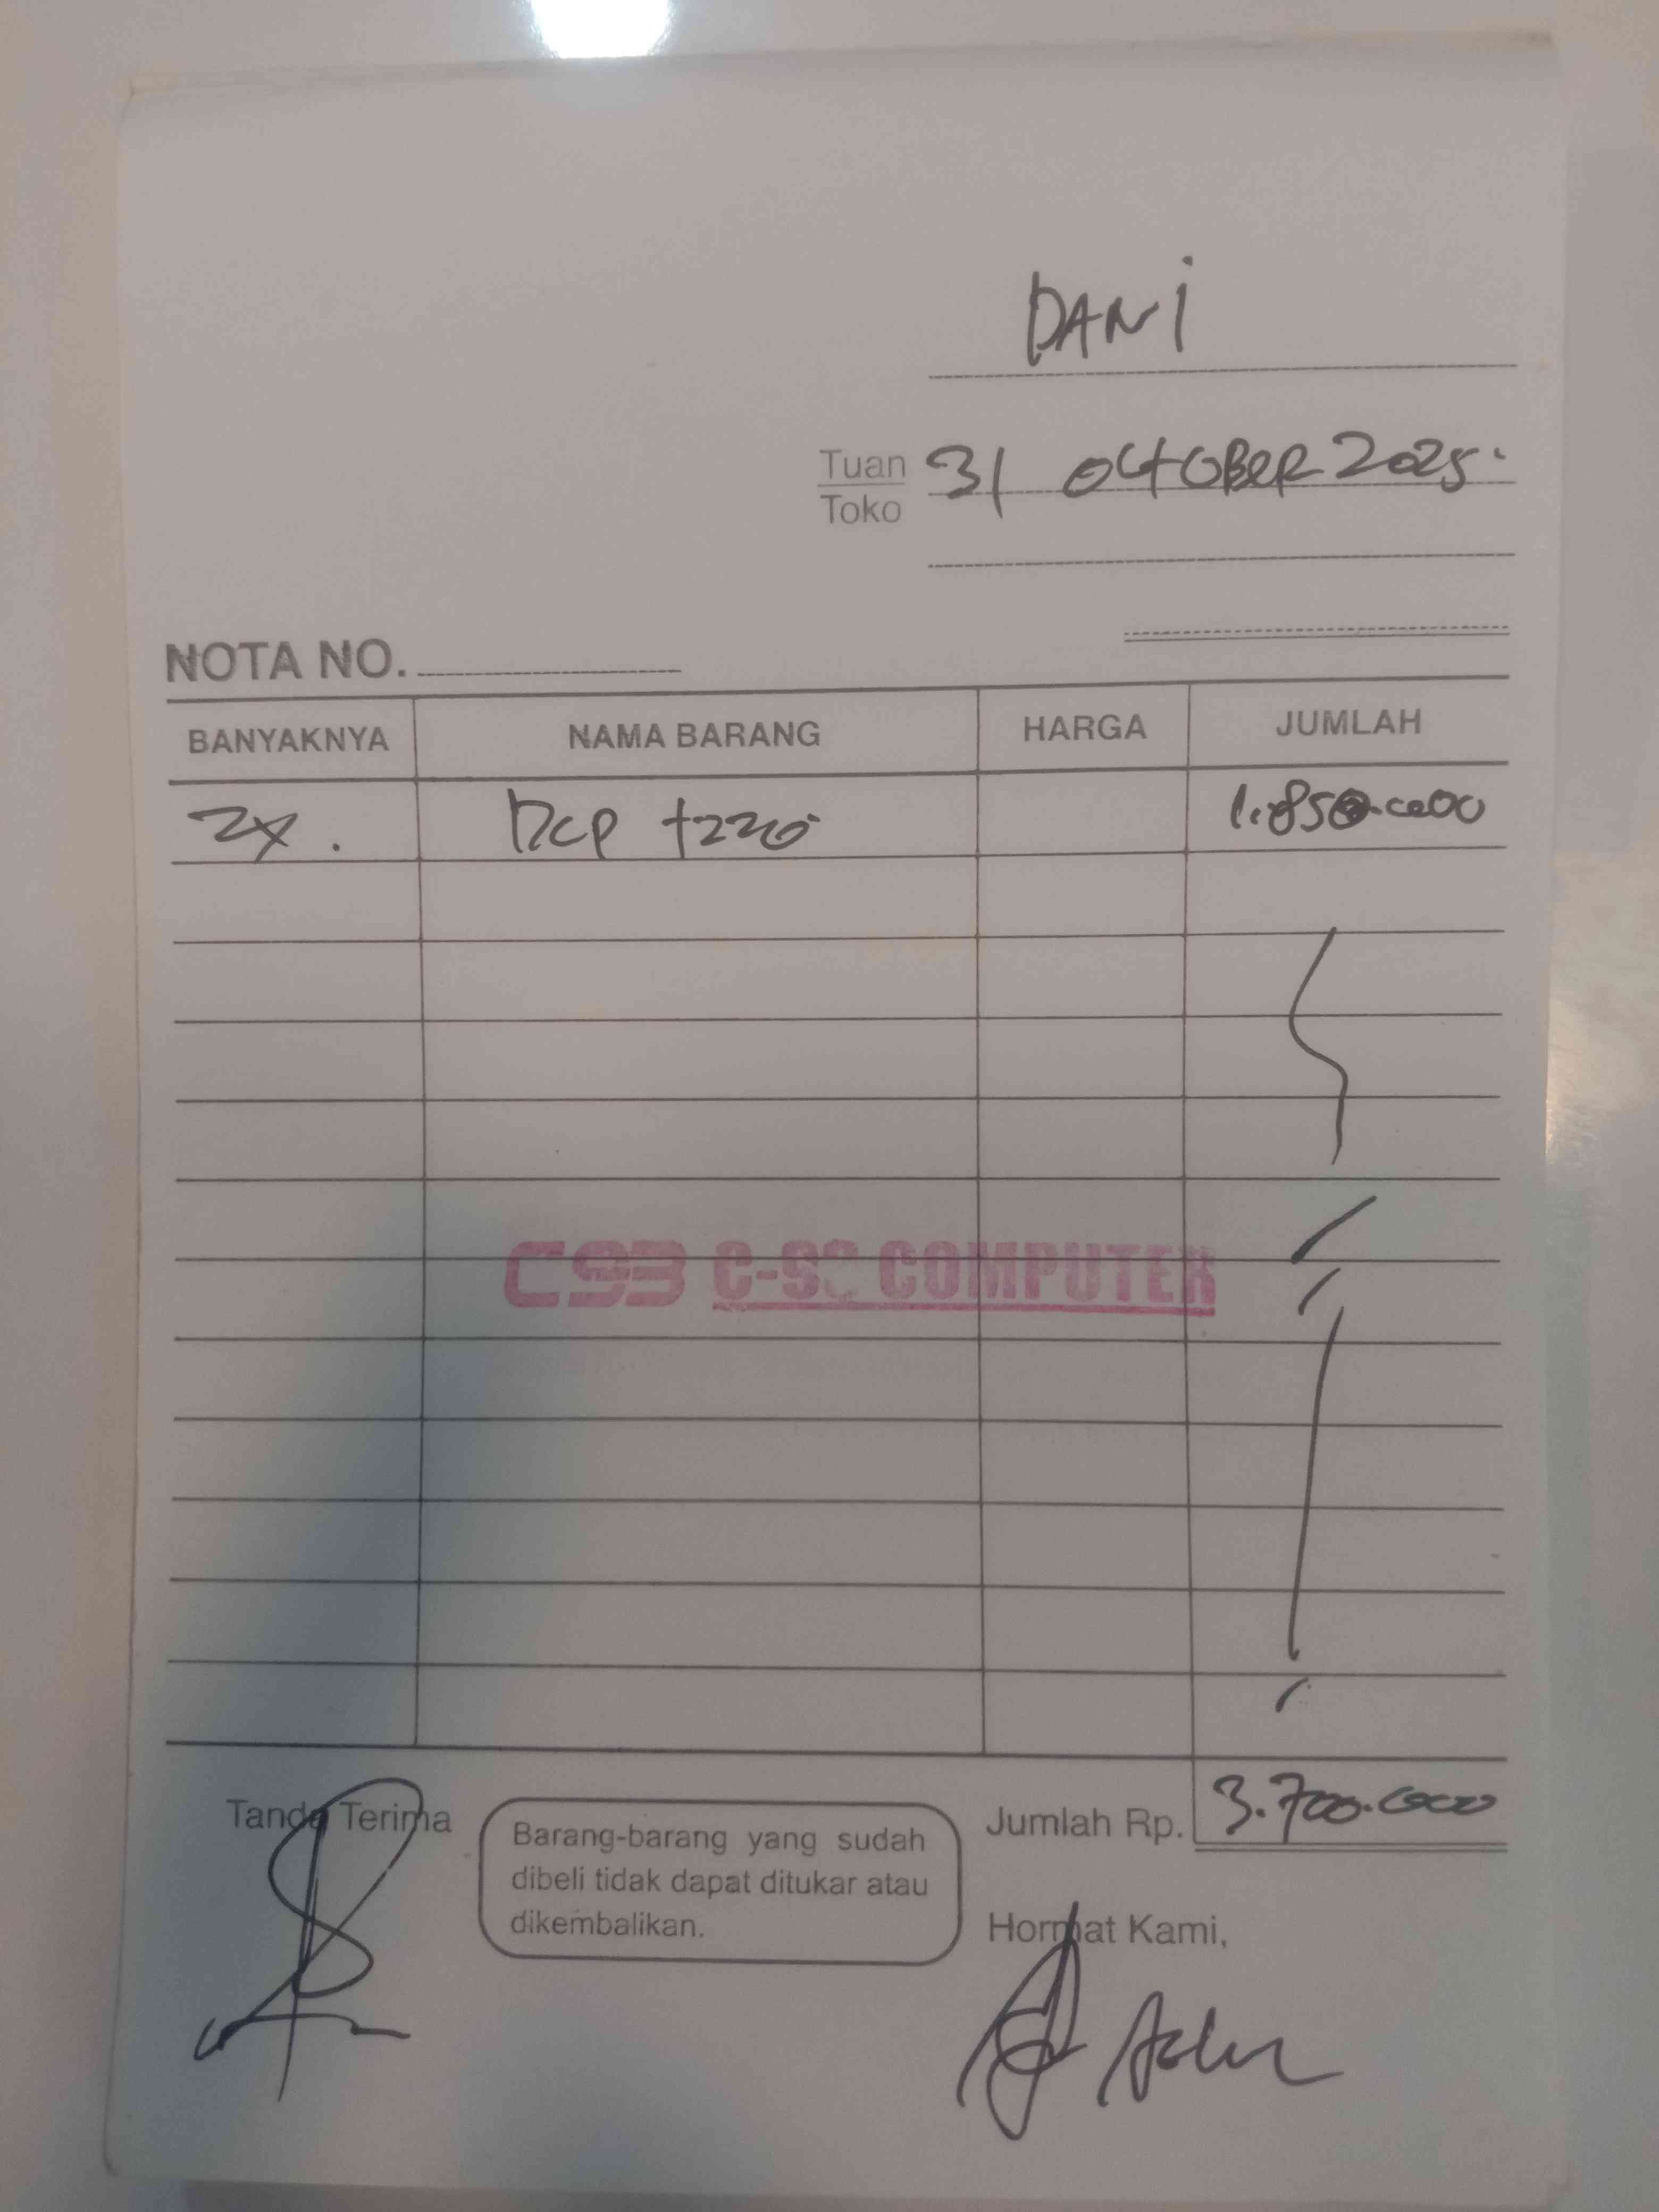 DANI
Tuan 31 OKTOBER 2025.
Toko
NOTA NO.
BANYAKNYA NAMA BARANG HARGA JUMLAH
2x. DCP t220 1.850.000
C93 C-93 COMPUTER
Tanda Terima
Barang-barang yang sudah
dibeli tidak dapat ditukar atau
dikembalikan.
Jumlah Rp. 3.700.000
Hormat Kami,